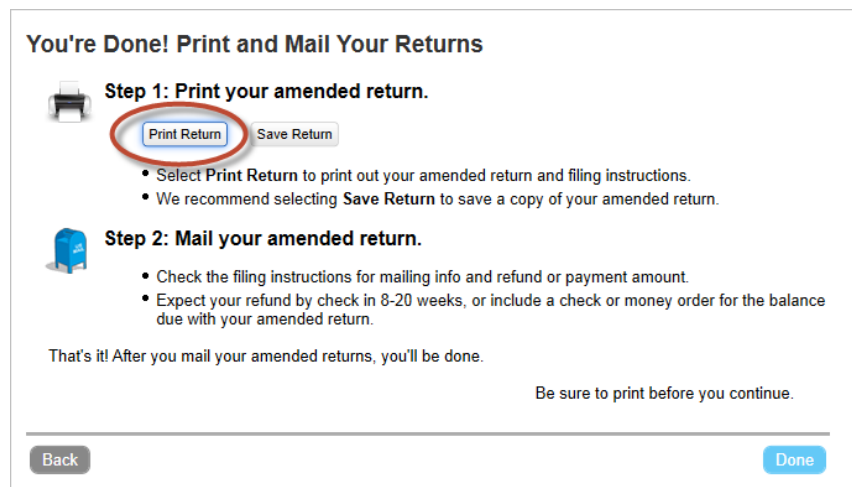 You're Done! Print and Mail Your Returns
Step 1: Print your amended return.
Print Return
Save Return
• Select Print Return to print out your amended return and filing instructions.
• We recommend selecting Save Return to save a copy of your amended return.
Step 2: Mail your amended return.
• Check the filing instructions for mailing info and refund or payment amount.
• Expect your refund by check in 8-20 weeks, or include a check or money order for the balance
due with your amended return.
That's it! After you mail your amended returns, you'll be done.
Be sure to print before you continue.
Back
Done